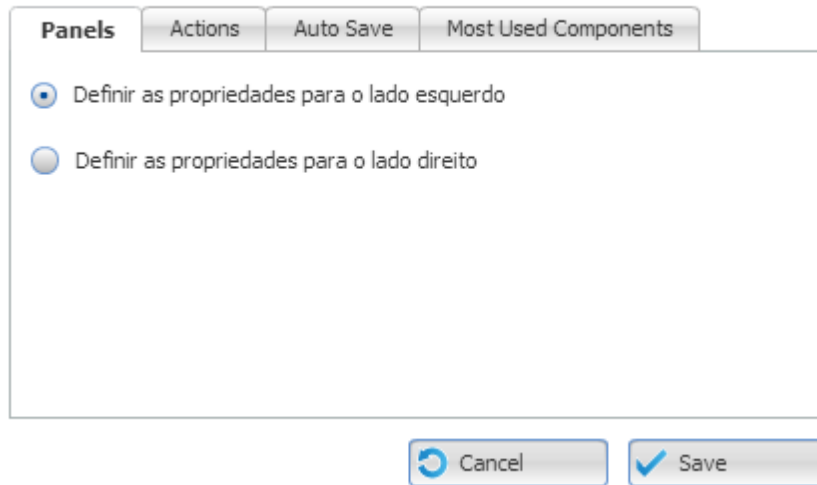 Panels Actions Auto Save Most Used Components
Definir as propriedades para o lado esquerdo
Definir as propriedades para o lado direito
Cancel Save